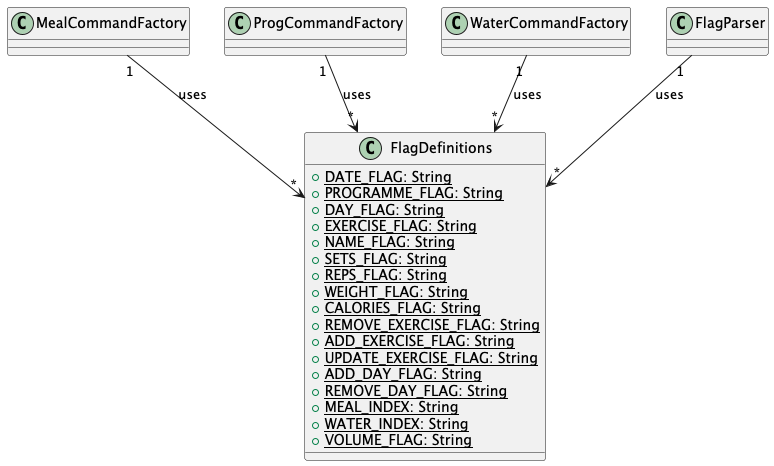 C MealCommandFactory
C ProgCommandFactory
C WaterCommandFactory
C FlagParser
1
1
1
1
uses
uses
uses
uses
*
*
*
*
C FlagDefinitions
DATE_FLAG: String
PROGRAMME_FLAG: String
DAY_FLAG: String
EXERCISE_FLAG: String
NAME_FLAG: String
SETS_FLAG: String
REPS_FLAG: String
WEIGHT_FLAG: String
CALORIES_FLAG: String
REMOVE_EXERCISE_FLAG: String
ADD_EXERCISE_FLAG: String
UPDATE_EXERCISE_FLAG: String
ADD_DAY_FLAG: String
REMOVE_DAY_FLAG: String
MEAL_INDEX: String
WATER_INDEX: String
VOLUME_FLAG: String